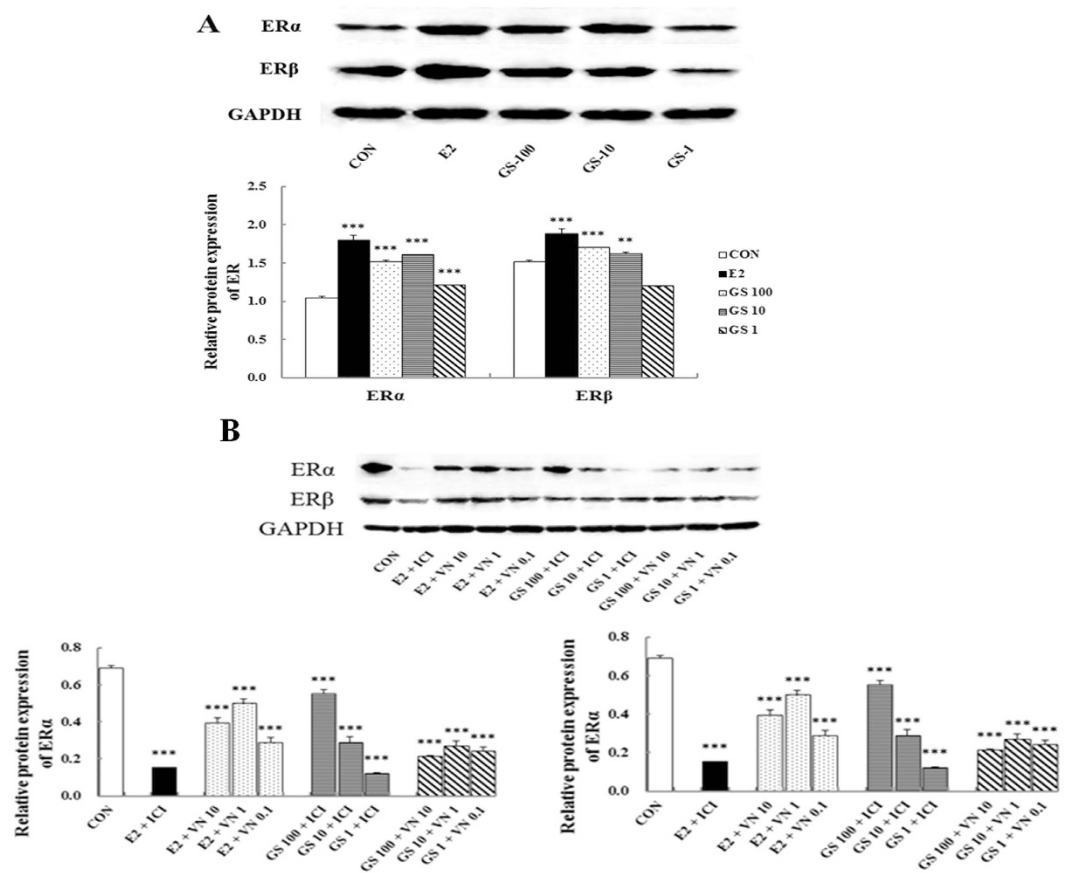 A
ERα
ERβ
GAPDH
CON
E2
GS-100
GS-10
GS-1
Relative protein expression
of ER
2.5
2.0
1.5
1.0
0.5
0.0
***
***
***
***
***
***
**
ERα
ERβ
CON
E2
GS 100
GS 10
GS 1
B
ERα
ERβ
GAPDH
CON
E2 + ICI
E2 + VN 10
E2 + VN 1
E2 + VN 0.1
GS 100 + ICI
GS 10 + ICI
GS 1 + ICI
GS 100 + VN 10
GS 10 + VN 1
GS 1 + VN 0.1
Relative protein expression
of ERα
0.8
0.6
0.4
0.2
0.0
***
***
***
***
***
***
***
***
***
***
CON
E2 + ICI
E2 + VN 10
E2 + VN 1
E2 + VN 0.1
GS 100 + ICI
GS 10 + ICI
GS 1 + ICI
GS 100 + VN 10
GS 10 + VN 1
GS 1 + VN 0.1
Relative protein expression
of ERα
0.8
0.6
0.4
0.2
0.0
***
***
***
***
***
***
***
***
***
***
CON
E2 + ICI
E2 + VN 10
E2 + VN 1
E2 + VN 0.1
GS 100 + ICI
GS 10 + ICI
GS 1 + ICI
GS 100 + VN 10
GS 10 + VN 1
GS 1 + VN 0.1